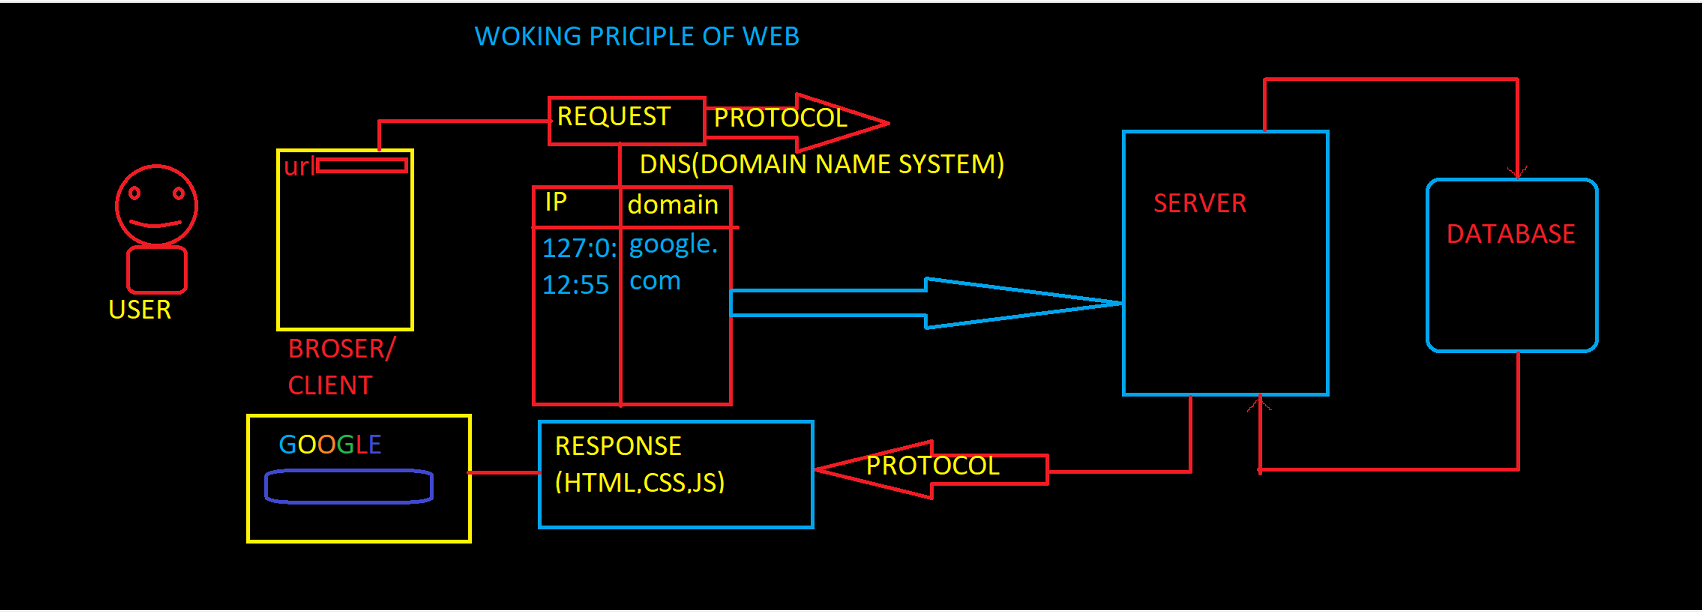 WOKING PRICIPLE OF WEB
REQUEST
PROTOCOL
url
DNS(DOMAIN NAME SYSTEM)
IP
domain
127:0:
12:55
google.
com
SERVER
DATABASE
USER
BROSER/
CLIENT
GOOGLE
RESPONSE
(HTML,CSS,JS)
PROTOCOL